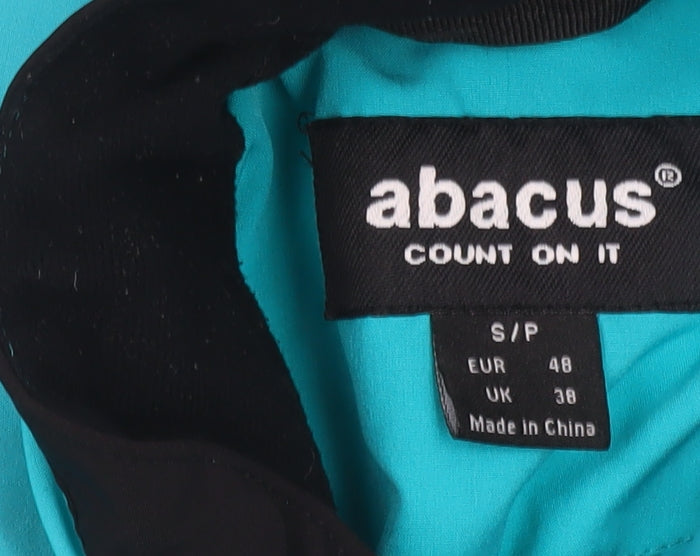 abacus®
COUNT ON IT
S/P
EUR 48
UK 38
Made in China